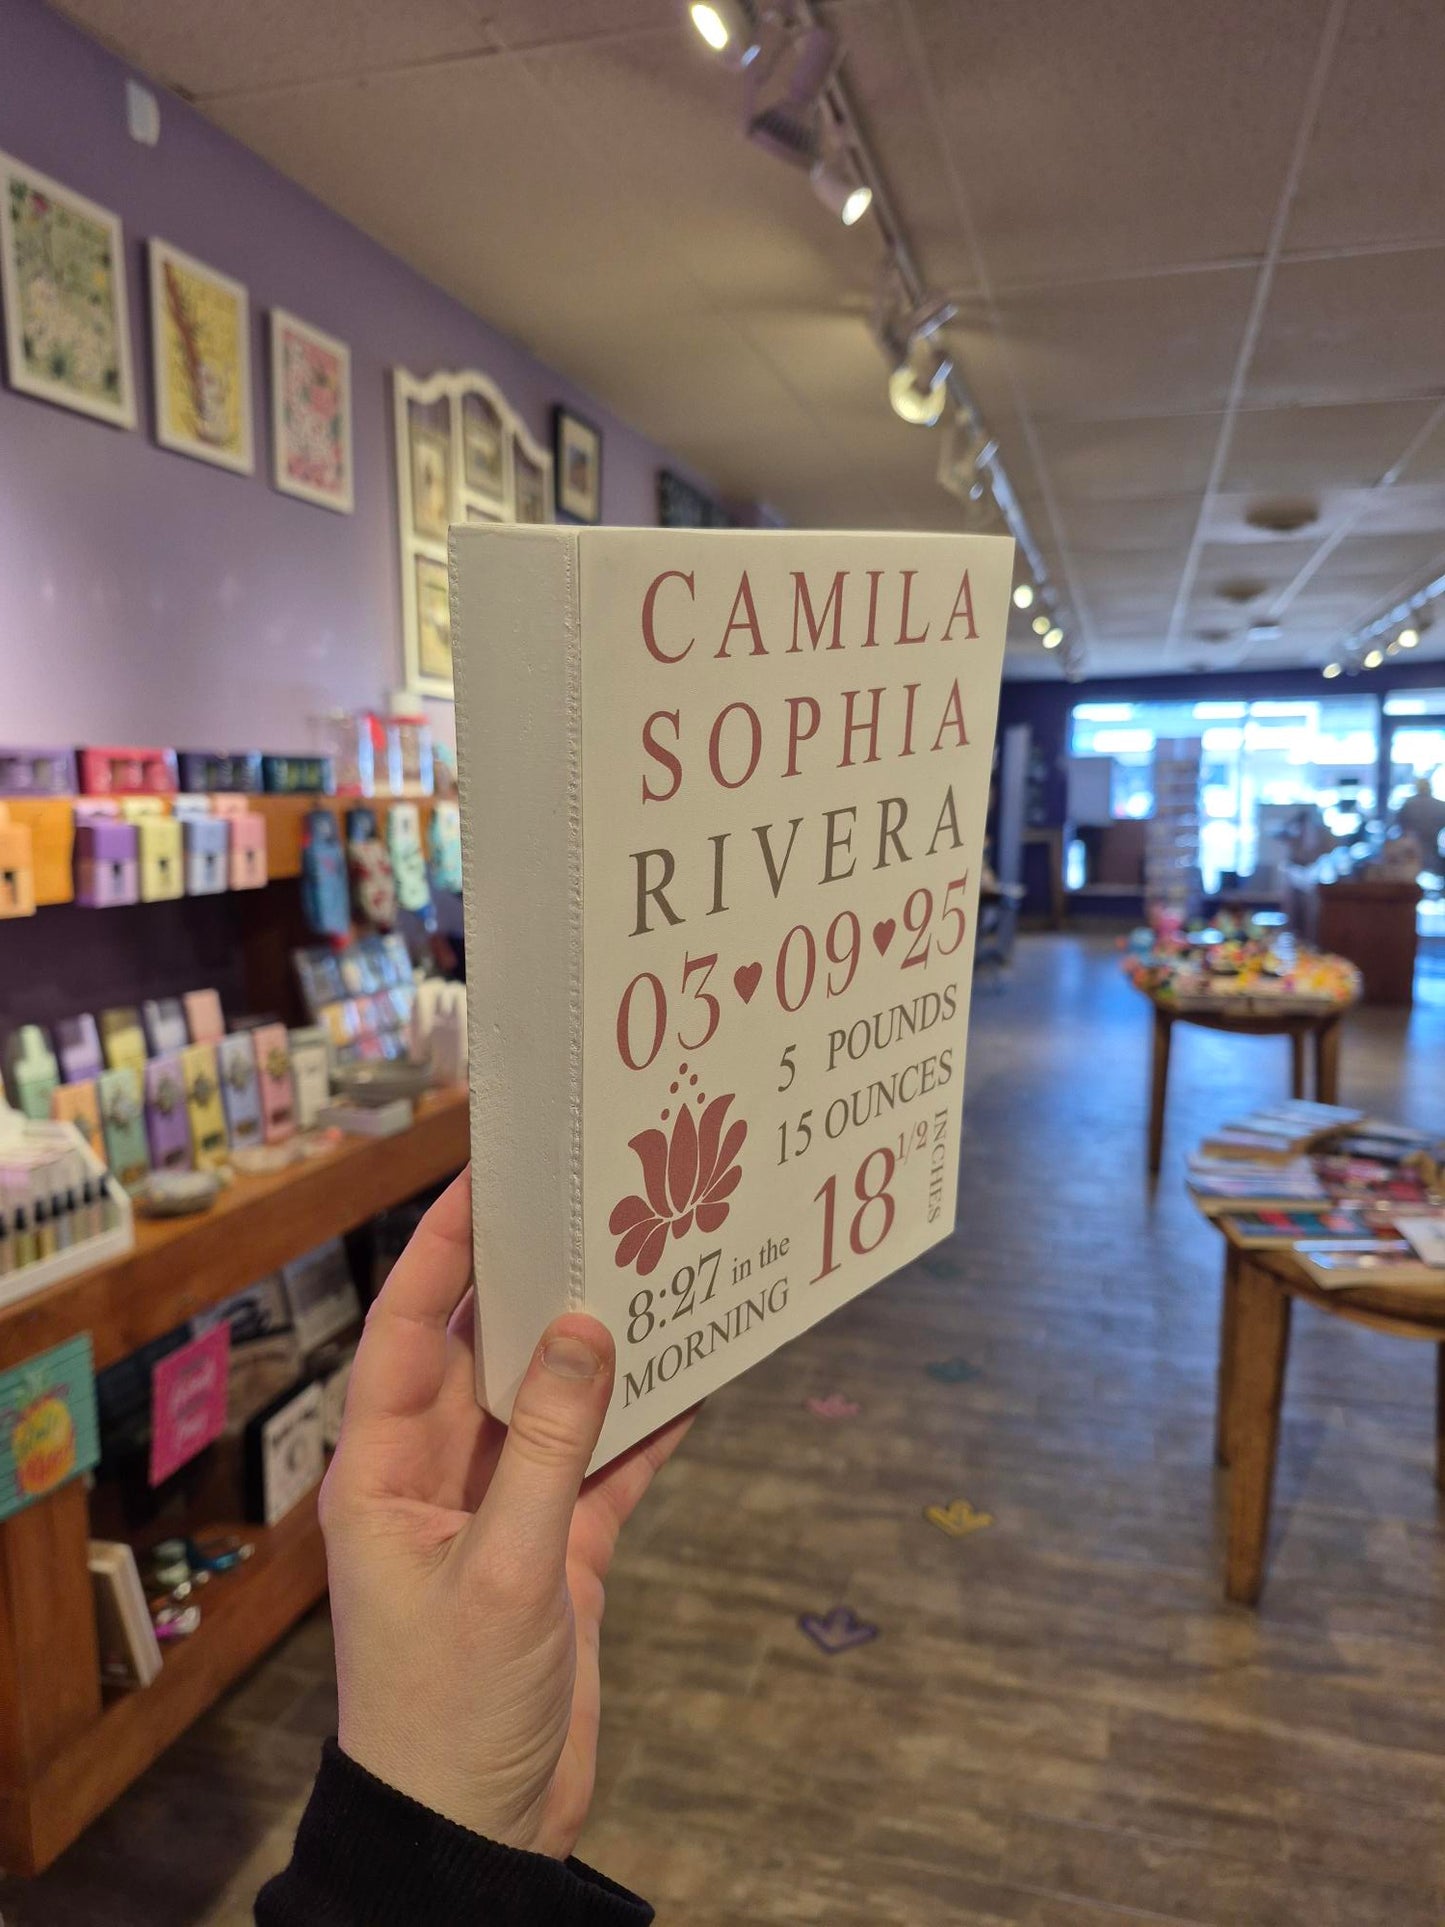 CAMILA
SOPHIA
RIVERA
03♥09♥25
5 POUNDS
15 OUNCES
18 1/2 INCHES
8:27 in the
MORNING